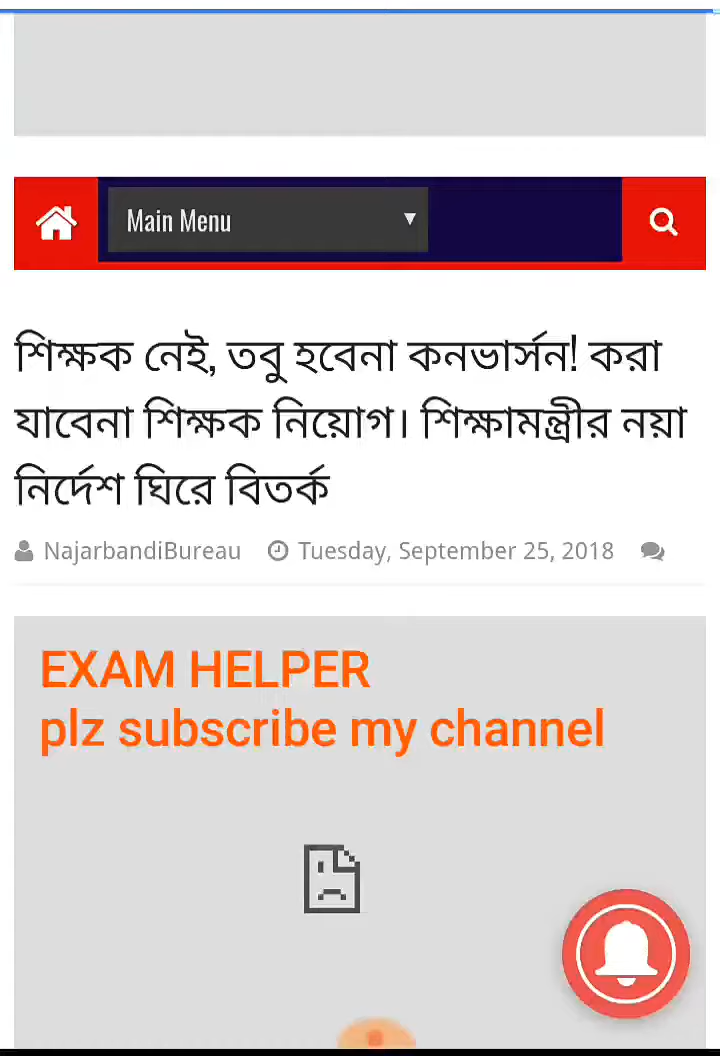 Main Menu
শিক্ষক নেই, তবু হবেনা কনভার্সন! করা
যাবেনা শিক্ষক নিয়োগ। শিক্ষামন্ত্রীর নয়া
নির্দেশ ঘিরে বিতর্ক
NajarbandiBureau Tuesday, September 25, 2018
EXAM HELPER
plz subscribe my channel